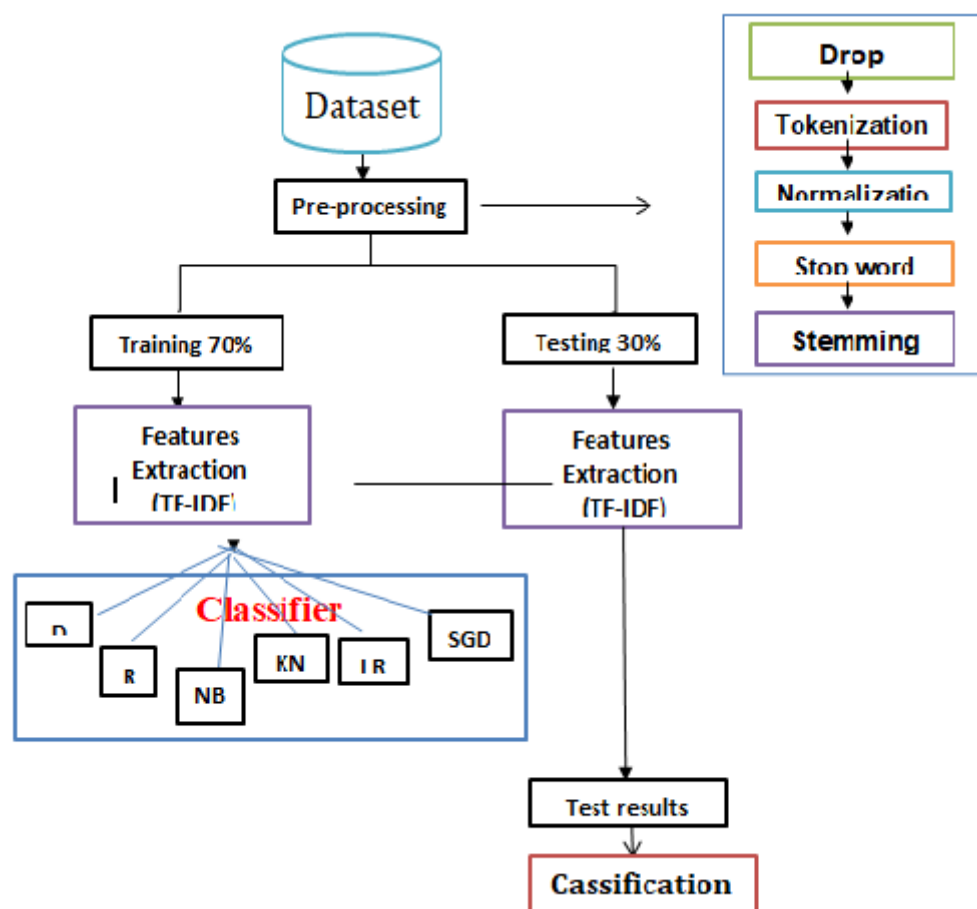 Dataset
Pre-processing
Training 70%
Testing 30%
Features
Extraction
(TF-IDF)
Features
Extraction
(TF-IDF)
Classifier
D
R
NB
KN
LR
SGD
Test results
Cassification
Drop
Tokenization
Normalizatio
Stop word
Stemming